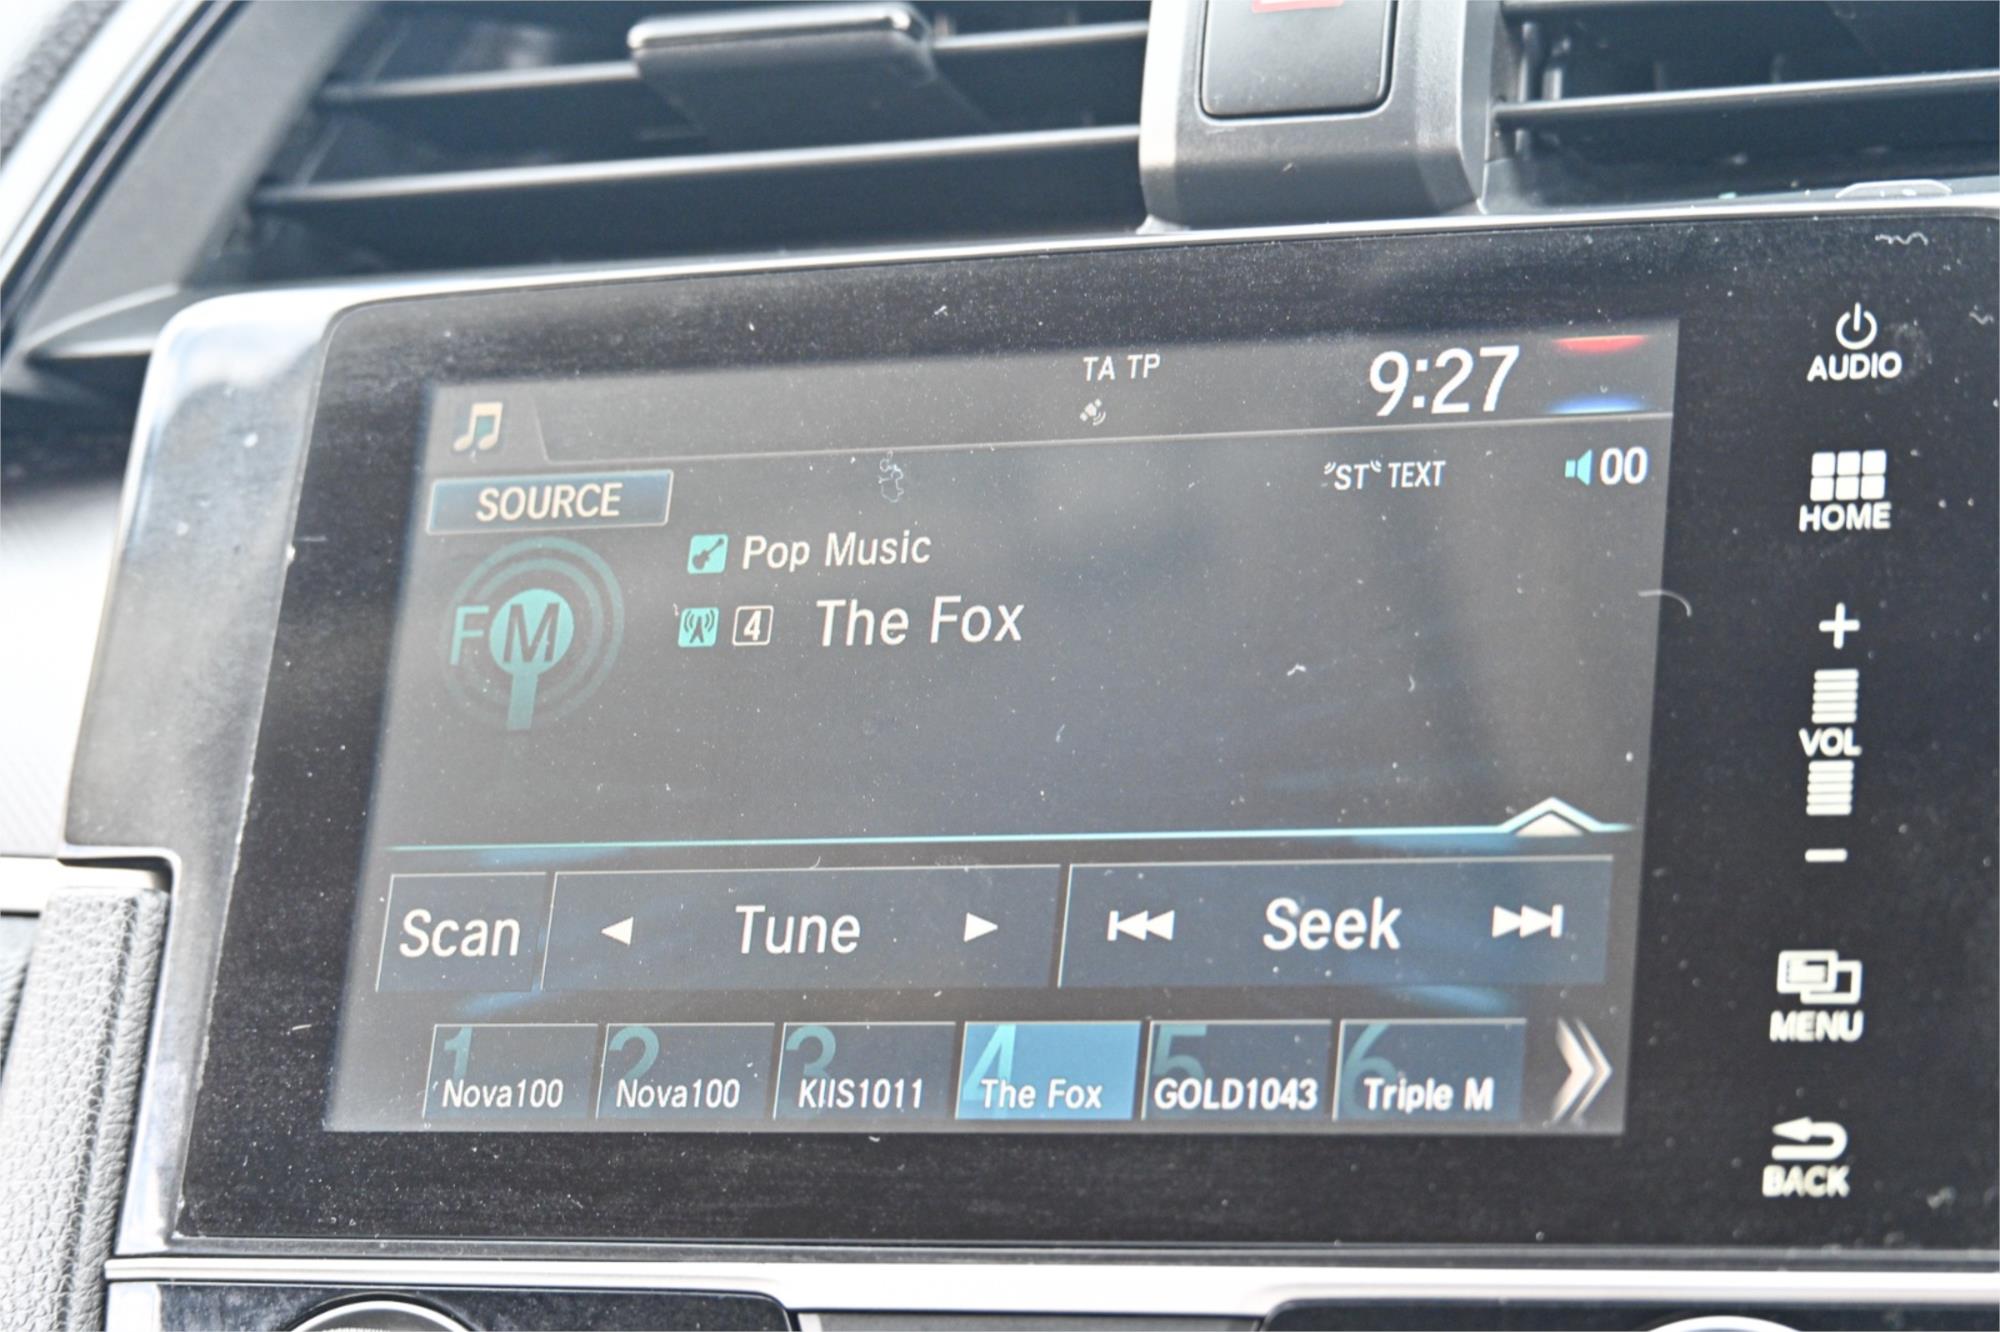 TA TP
9:27
AUDIO
SOURCE
"ST" TEXT
00
HOME
Pop Music
FM
4 The Fox
+
VOL
-
Scan
Tune
Seek
MENU
1 Nova100
2 Nova100
3 KIIS1011
4 The Fox
5 GOLD1043
6 Triple M
BACK